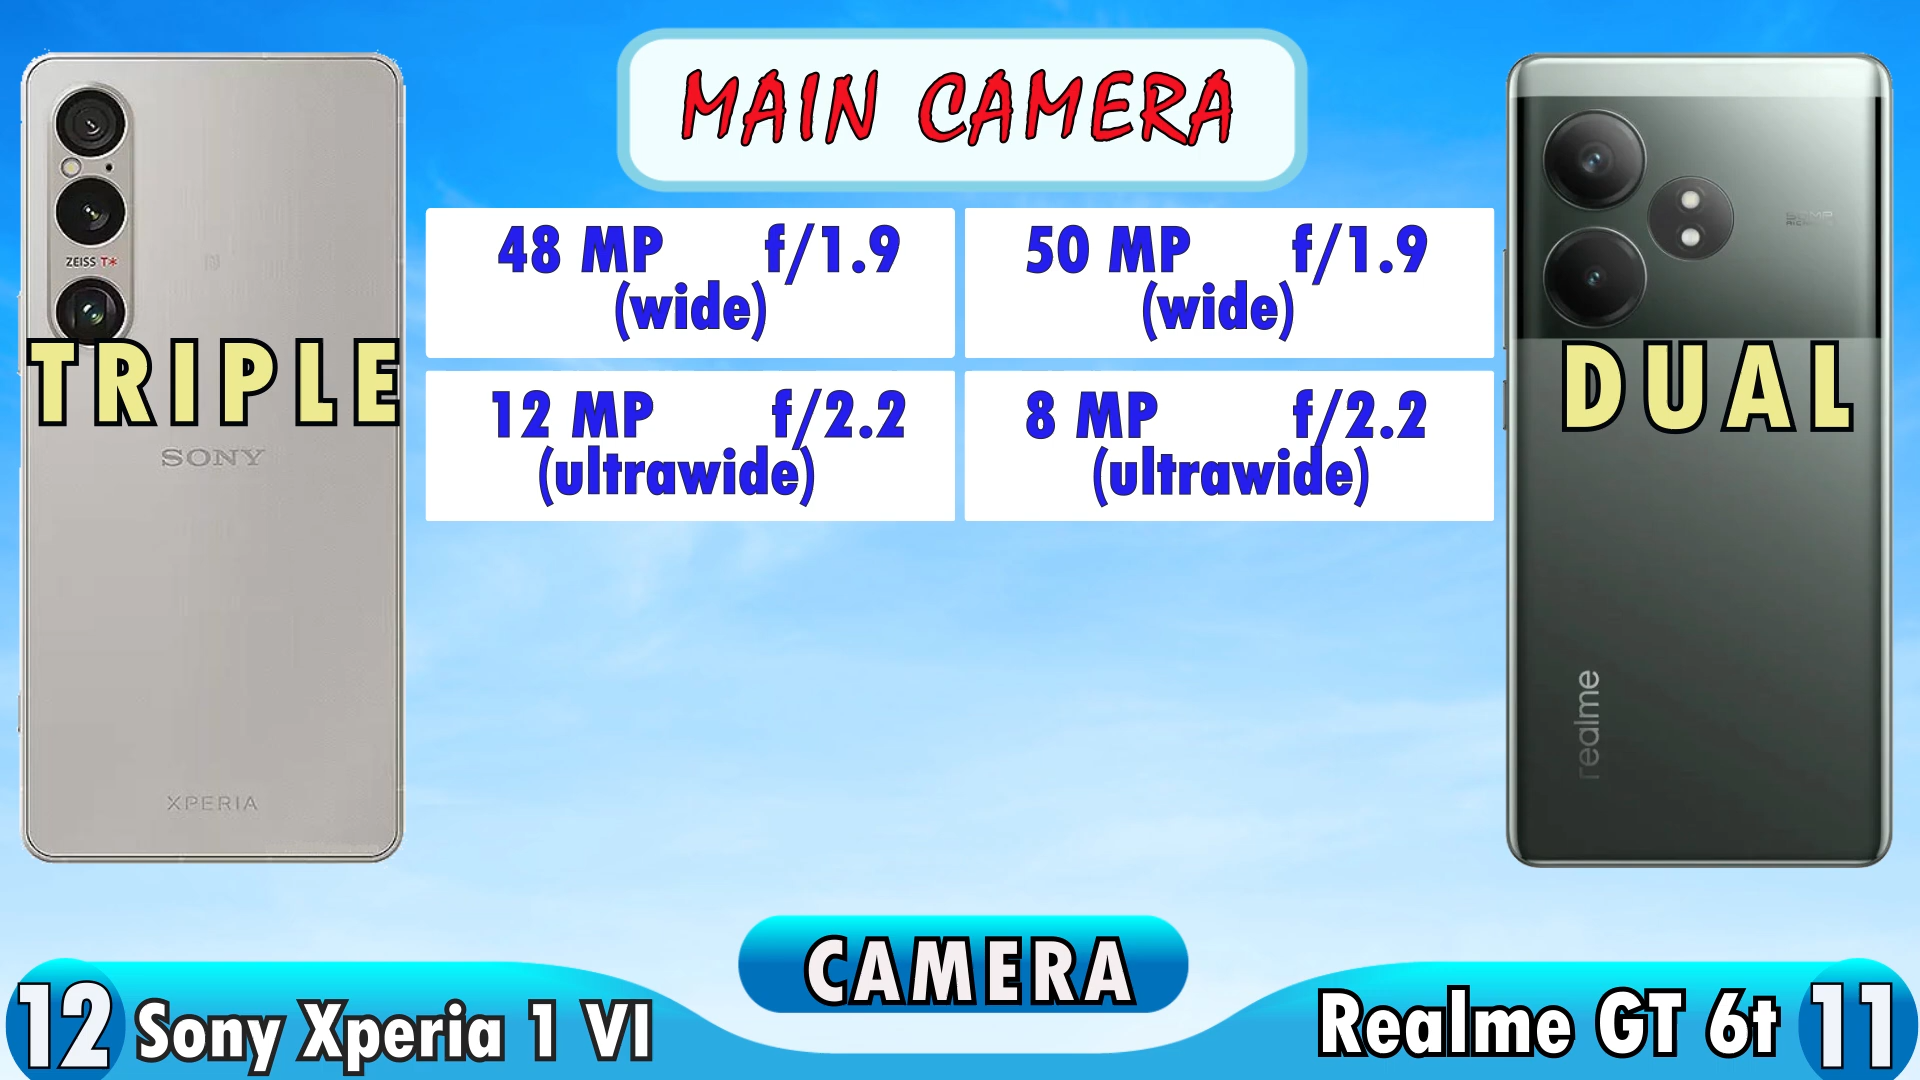 MAIN CAMERA
48 MP f/1.9
(wide)
50 MP f/1.9
(wide)
12 MP f/2.2
(ultrawide)
8 MP f/2.2
(ultrawide)
ZEISS T*
TRIPLE
SONY
XPERIA
DUAL
realme
CAMERA
12 Sony Xperia 1 VI
Realme GT 6t 11